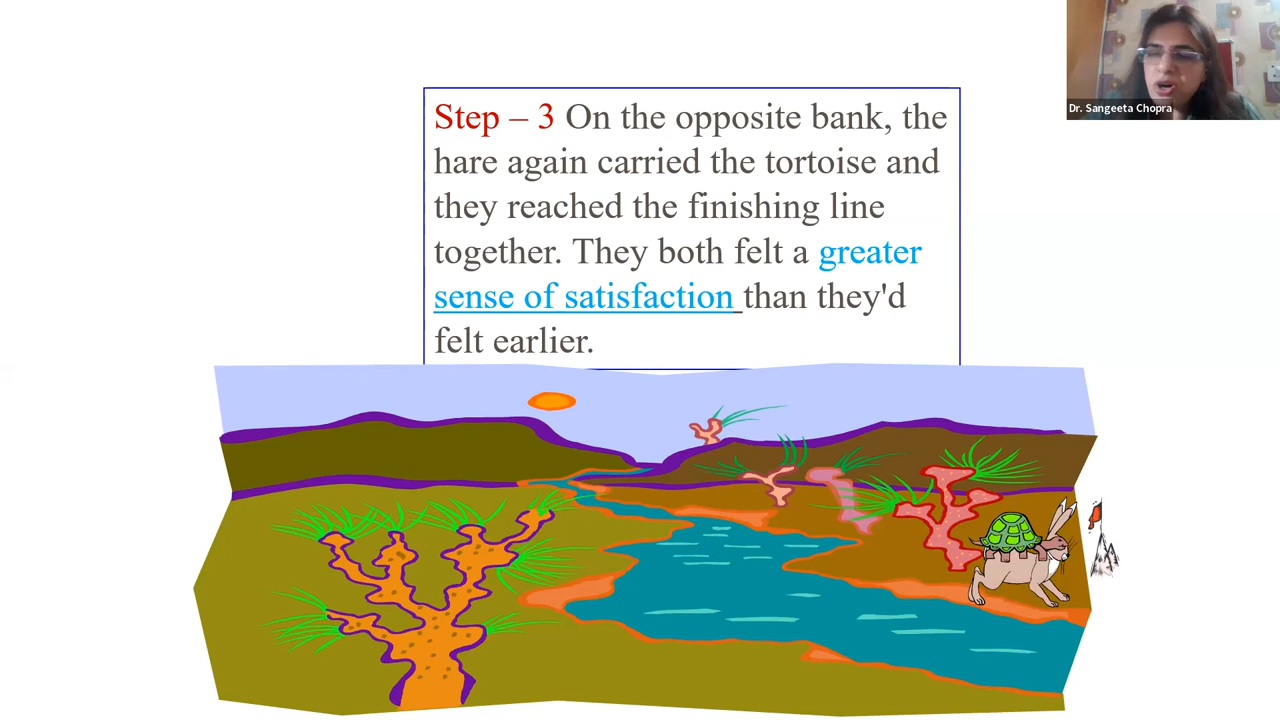 Dr. Sangeeta Chopra
Step – 3 On the opposite bank, the
hare again carried the tortoise and
they reached the finishing line
together. They both felt a greater
sense of satisfaction than they'd
felt earlier.